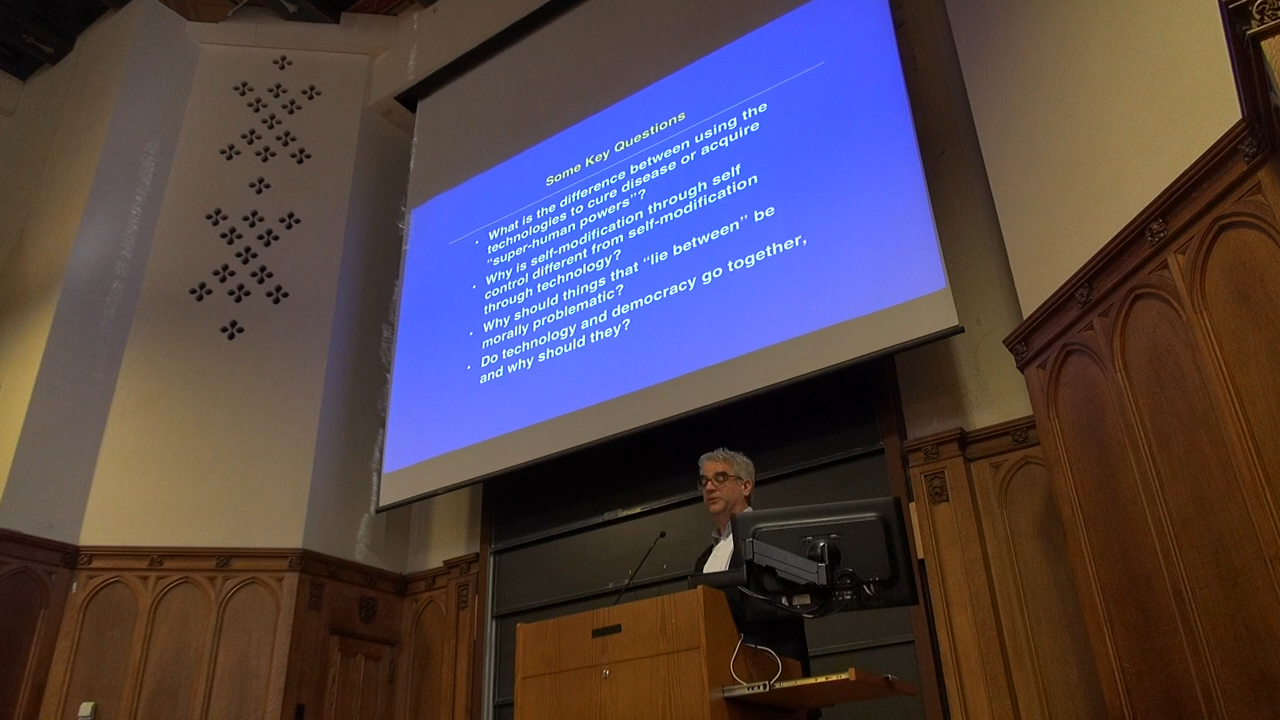 Some Key Questions
• What is the difference between using the
technologies to cure disease or acquire
“super-human powers”?
• Why is self-modification through self
control different from self-modification
through technology?
• Why should things that “lie between” be
morally problematic?
• Do technology and democracy go together,
and why should they?